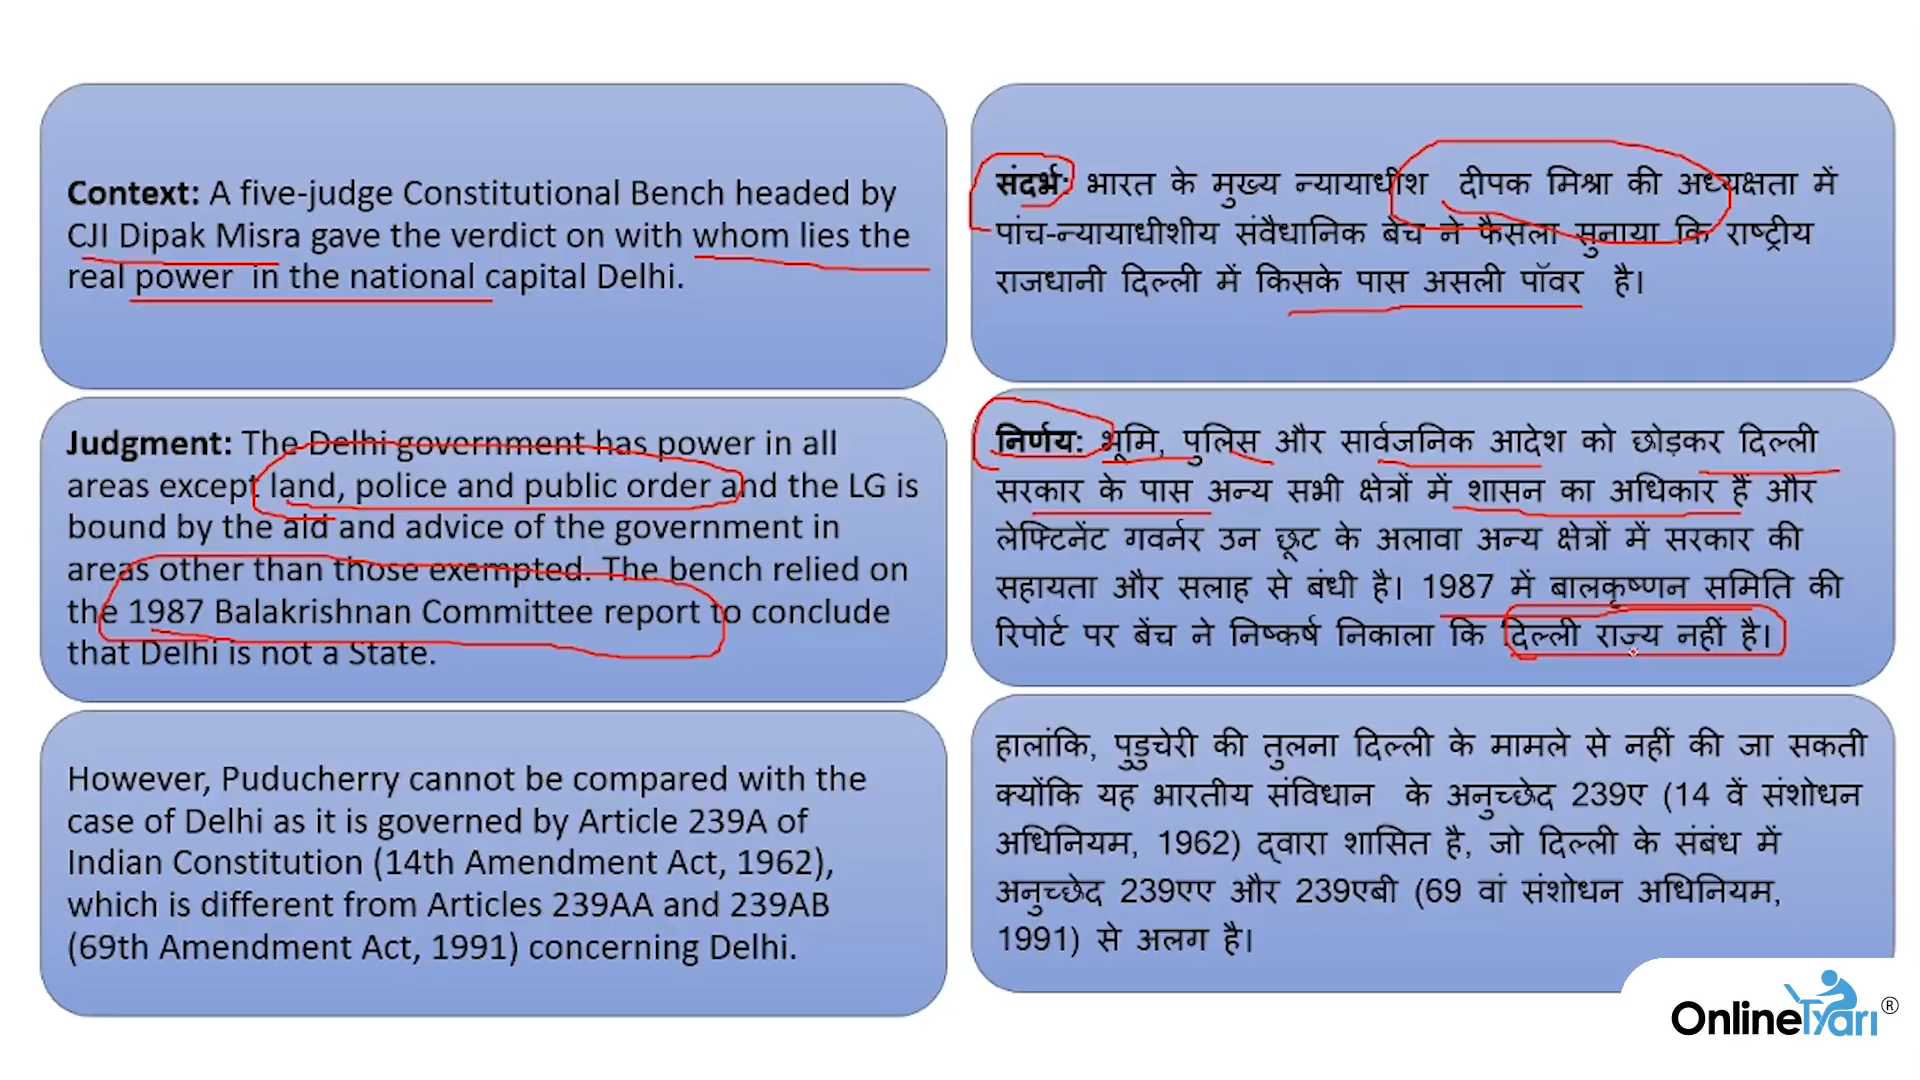 Context: A five-judge Constitutional Bench headed by
CJI Dipak Misra gave the verdict on with whom lies the
real power in the national capital Delhi.
Judgment: The Delhi government has power in all
areas except land, police and public order and the LG is
bound by the aid and advice of the government in
areas other than those exempted. The bench relied on
the 1987 Balakrishnan Committee report to conclude
that Delhi is not a State.
However, Puducherry cannot be compared with the
case of Delhi as it is governed by Article 239A of
Indian Constitution (14th Amendment Act, 1962),
which is different from Articles 239AA and 239AB
(69th Amendment Act, 1991) concerning Delhi.
संदर्भ: भारत के मुख्य न्यायाधीश दीपक मिश्रा की अध्यक्षता में
पांच-न्यायाधीशीय संवैधानिक बेंच ने फैसला सुनाया कि राष्ट्रीय
राजधानी दिल्ली में किसके पास असली पॉवर है।
निर्णय: भूमि, पुलिस और सार्वजनिक आदेश को छोड़कर दिल्ली
सरकार के पास अन्य सभी क्षेत्रों में शासन का अधिकार हैं और
लेफ्टिनेंट गवर्नर उन छूट के अलावा अन्य क्षेत्रों में सरकार की
सहायता और सलाह से बंधी है। 1987 में बालकृष्णन समिति की
रिपोर्ट पर बेंच ने निष्कर्ष निकाला कि दिल्ली राज्य नहीं है।
हालांकि, पुडुचेरी की तुलना दिल्ली के मामले से नहीं की जा सकती
क्योंकि यह भारतीय संविधान के अनुच्छेद 239ए (14 वें संशोधन
अधिनियम, 1962) द्वारा शासित है, जो दिल्ली के संबंध में
अनुच्छेद 239एए और 239एबी (69 वां संशोधन अधिनियम,
1991) से अलग है।
OnlineTyari ®